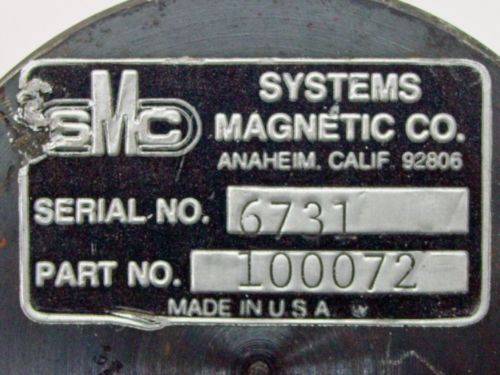 SMC
SYSTEMS
MAGNETIC CO.
ANAHEIM, CALIF. 92806
SERIAL NO. 6731
PART NO. 100072
MADE IN U S A